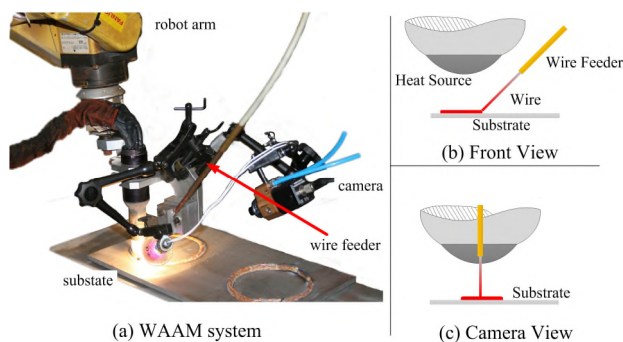 robot arm
camera
wire feeder
substate
(a) WAAM system
Heat Source
Wire Feeder
Wire
Substrate
(b) Front View
Substrate
(c) Camera View